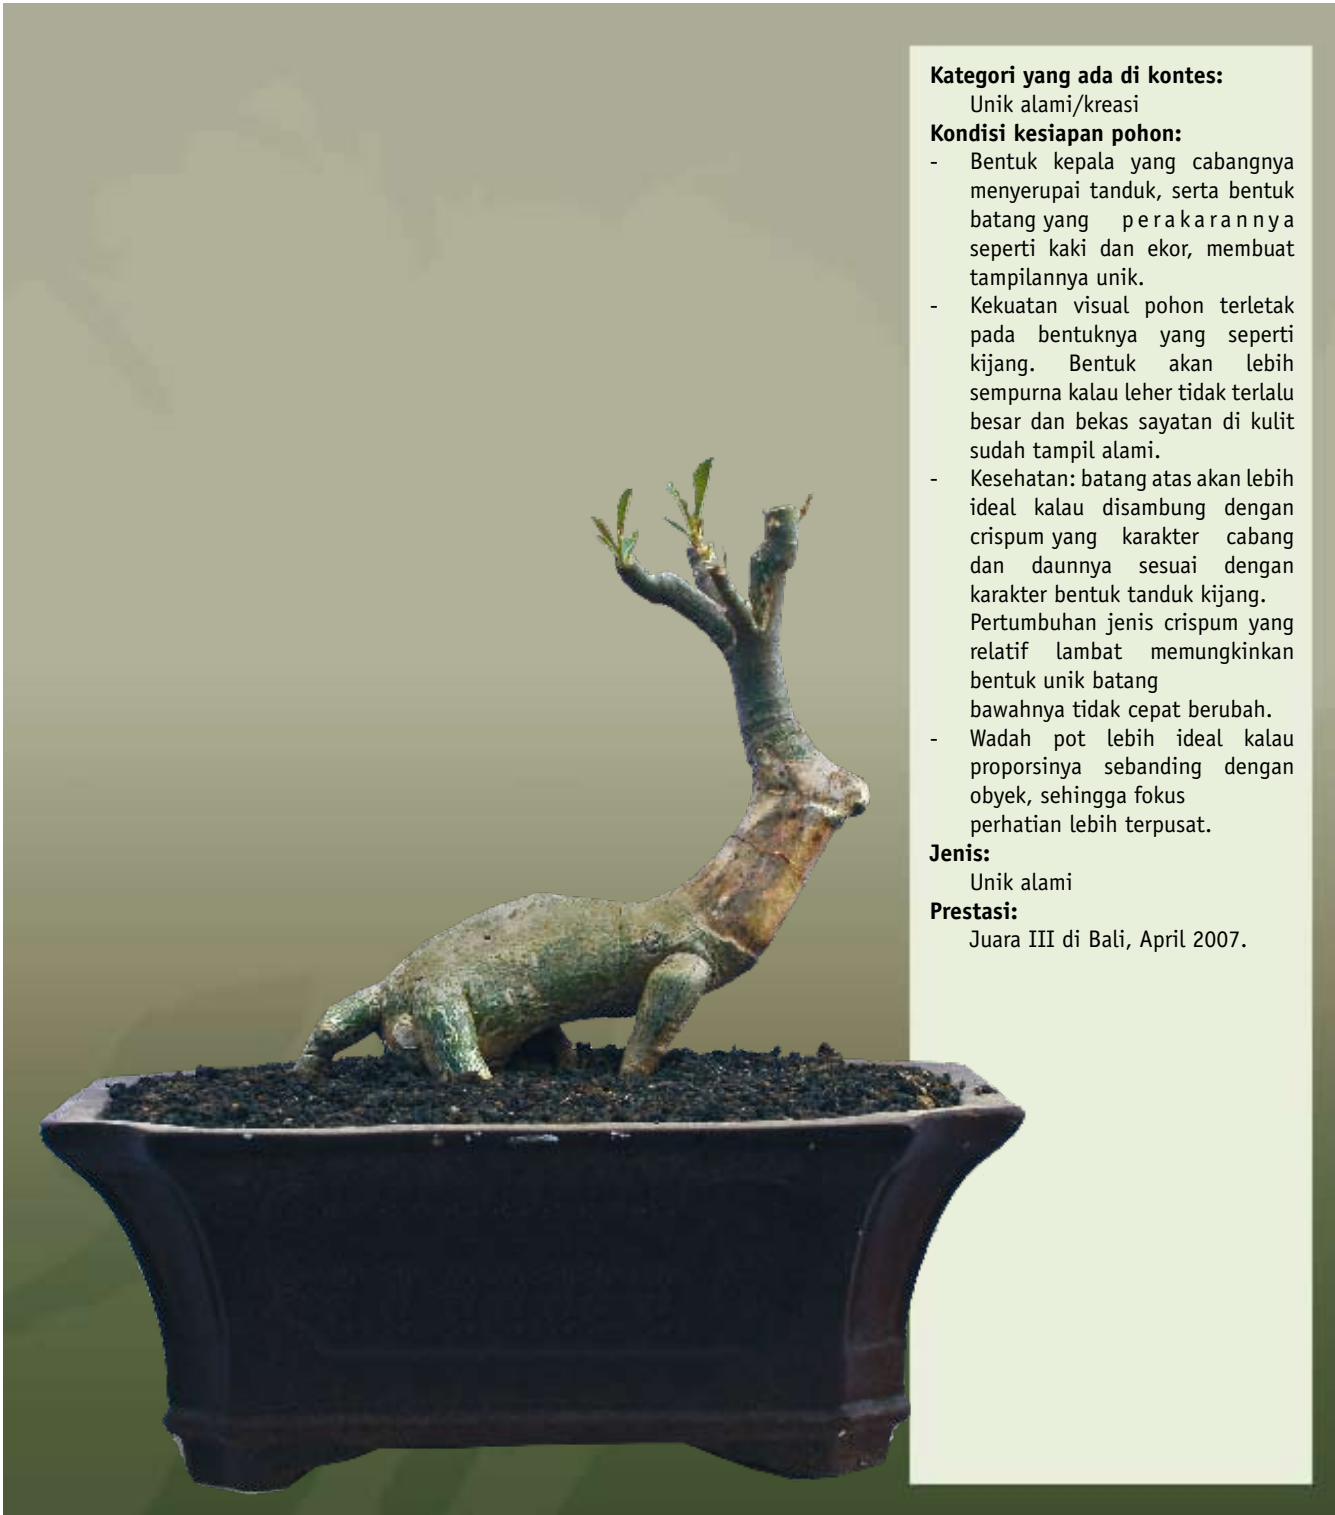 Kategori yang ada di kontes:
Unik alami/kreasi
Kondisi kesiapan pohon:
- Bentuk kepala yang cabangnya
menyerupai tanduk, serta bentuk
batang yang perakarannya
seperti kaki dan ekor, membuat
tampilannya unik.
- Kekuatan visual pohon terletak
pada bentuknya yang seperti
kijang. Bentuk akan lebih
sempurna kalau leher tidak terlalu
besar dan bekas sayatan di kulit
sudah tampil alami.
- Kesehatan: batang atas akan lebih
ideal kalau disambung dengan
crispum yang karakter cabang
dan daunnya sesuai dengan
karakter bentuk tanduk kijang.
Pertumbuhan jenis crispum yang
relatif lambat memungkinkan
bentuk unik batang
bawahnya tidak cepat berubah.
- Wadah pot lebih ideal kalau
proporsinya sebanding dengan
obyek, sehingga fokus
perhatian lebih terpusat.
Jenis:
Unik alami
Prestasi:
Juara III di Bali, April 2007.